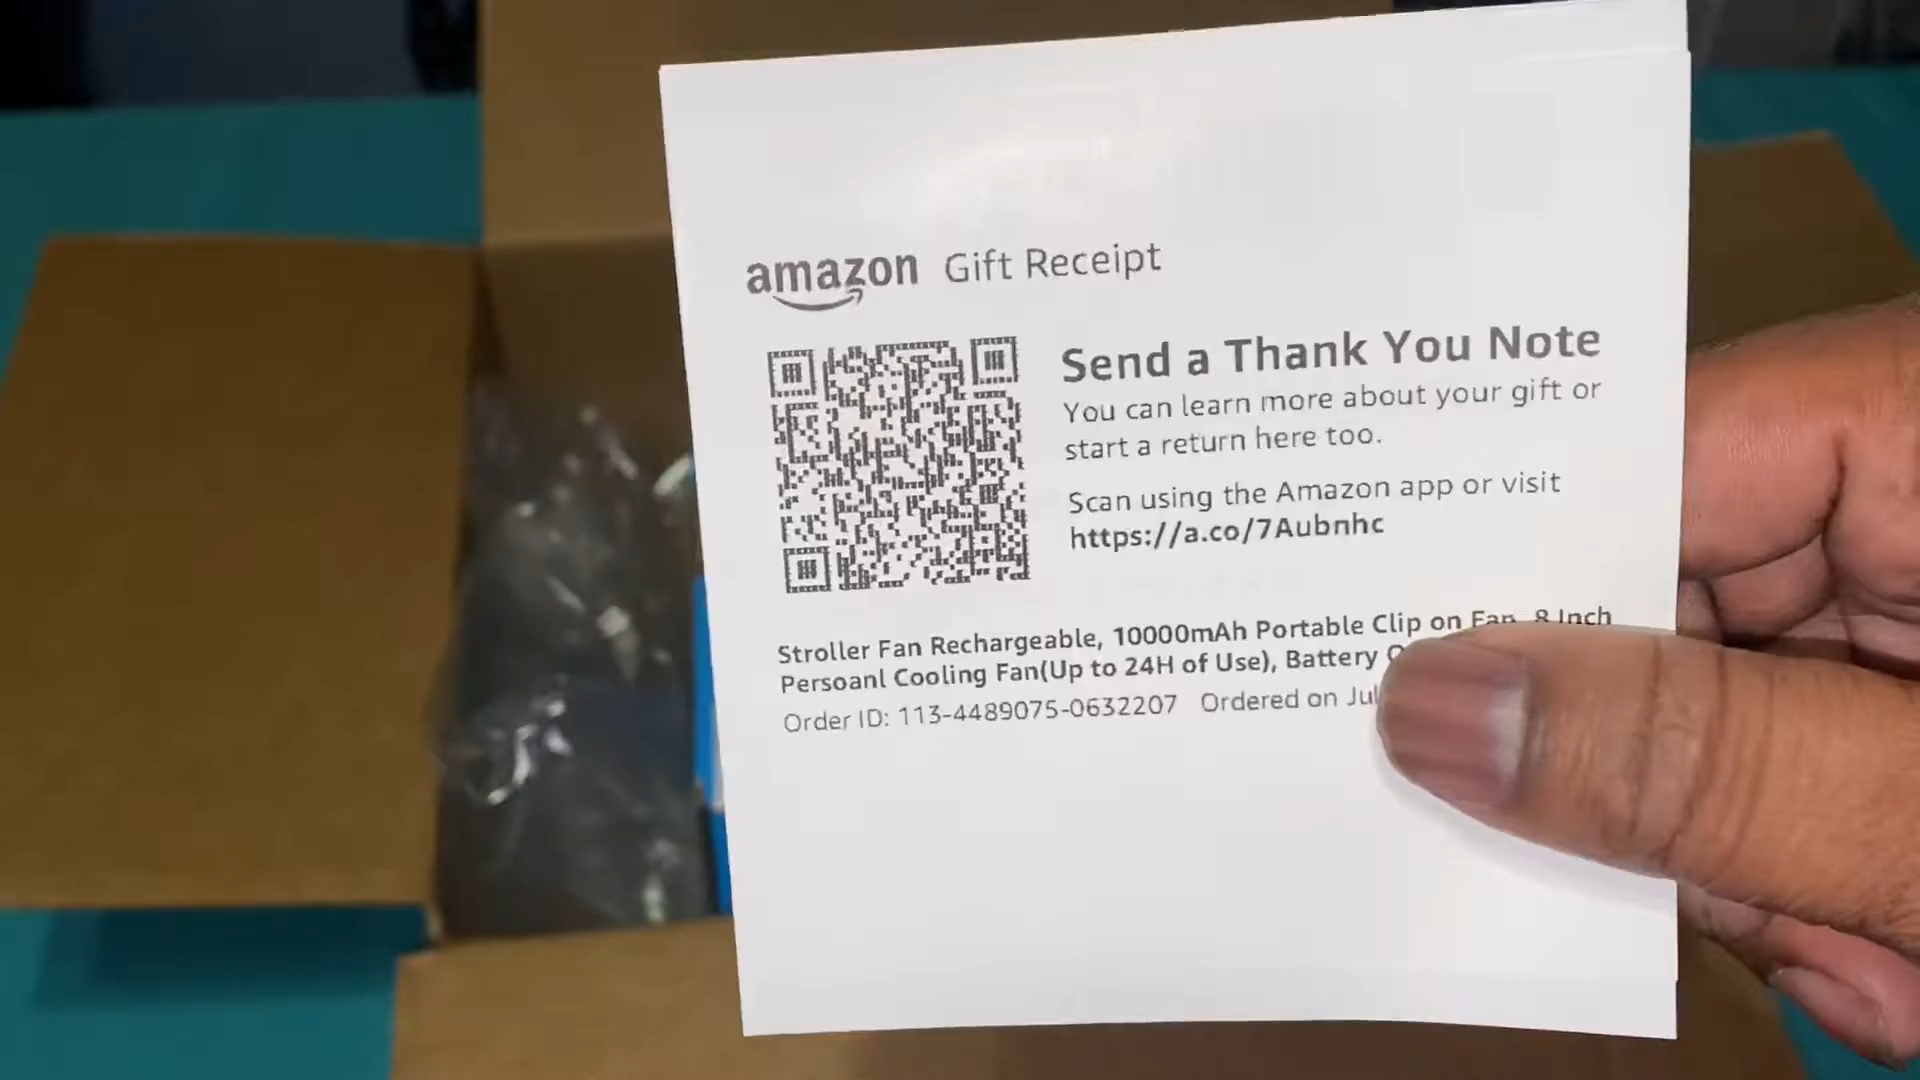 amazon Gift Receipt
Send a Thank You Note
You can learn more about your gift or
start a return here too.
Scan using the Amazon app or visit
https://a.co/7Aubnhc
Stroller Fan Rechargeable, 10000mAh Portable Clip on Fan, 8 Inch
Persoanl Cooling Fan(Up to 24H of Use), Battery
Order ID: 113-4489075-0632207 Ordered on Jul